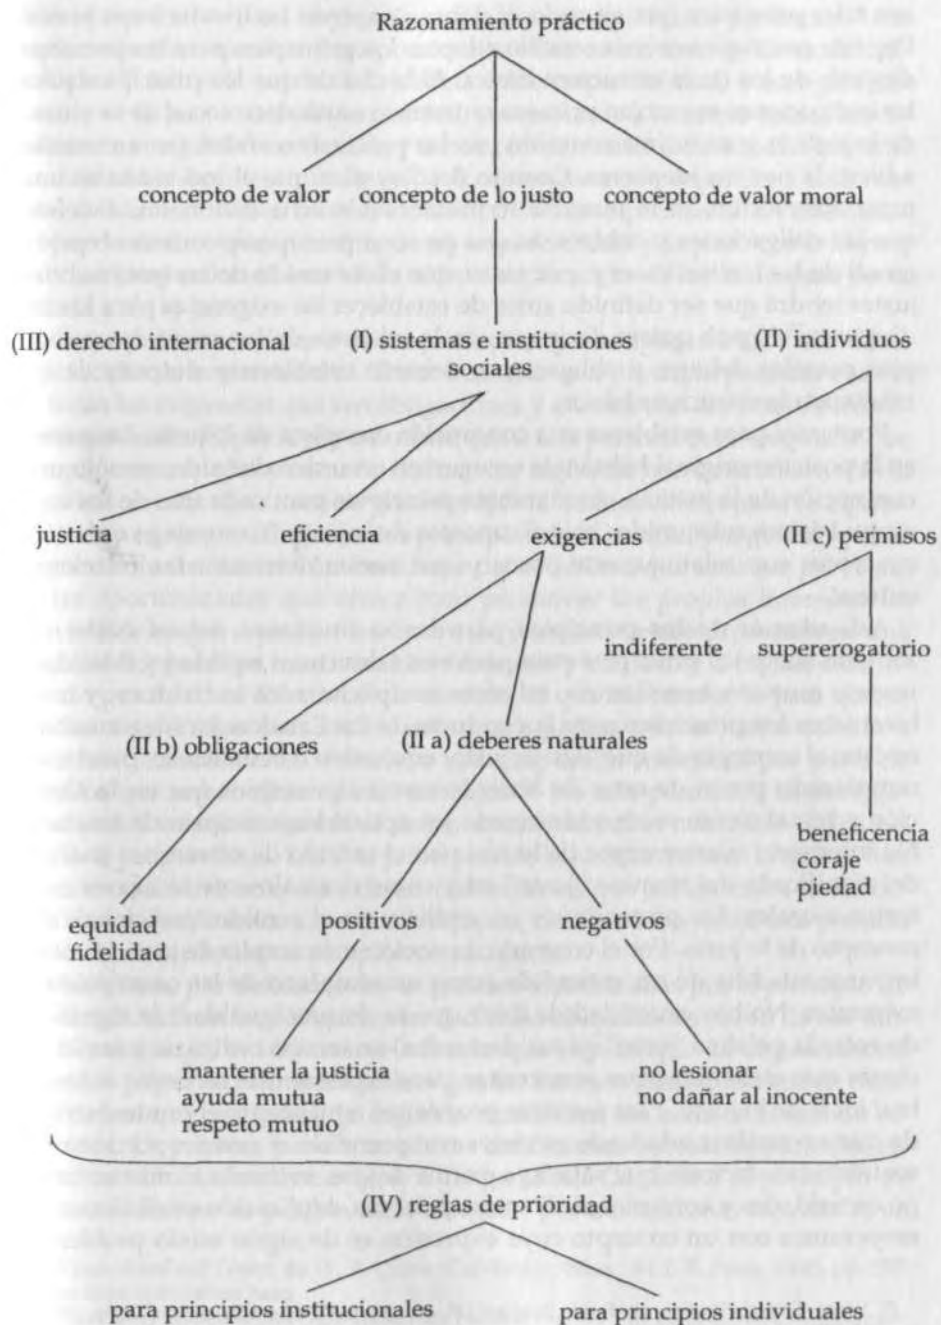 Razonamiento práctico
concepto de valor concepto de lo justo concepto de valor moral
(III) derecho internacional (I) sistemas e instituciones (II) individuos
sociales
justicia eficiencia exigencias (II c) permisos
indiferente supererogatorio
(II b) obligaciones (II a) deberes naturales
beneficencia
coraje
piedad
equidad positivos negativos
fidelidad
mantener la justicia no lesionar
ayuda mutua no dañar al inocente
respeto mutuo
(IV) reglas de prioridad
para principios institucionales para principios individuales